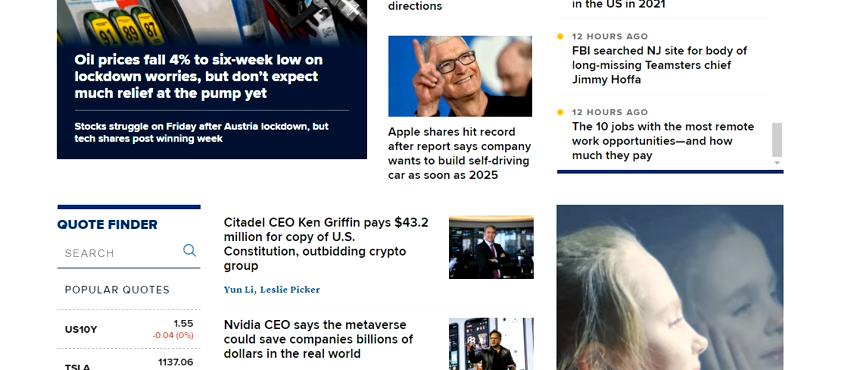 91
89
Oil prices fall 4% to six-week low on
lockdown worries, but don't expect
much relief at the pump yet
Stocks struggle on Friday after Austria lockdown, but
tech shares post winning week
directions
Apple shares hit record
after report says company
wants to build self-driving
car as soon as 2025
in the US in 2021
12 HOURS AGO
FBI searched NJ site for body of
long-missing Teamsters chief
Jimmy Hoffa
12 HOURS AGO
The 10 jobs with the most remote
work opportunities—and how
much they pay
QUOTE FINDER
SEARCH
POPULAR QUOTES
US10Y
1.55
-0.04 (0%)
TSLA
1137.06
Citadel CEO Ken Griffin pays $43.2
million for copy of U.S.
Constitution, outbidding crypto
group
Yun Li, Leslie Picker
Nvidia CEO says the metaverse
could save companies billions of
dollars in the real world